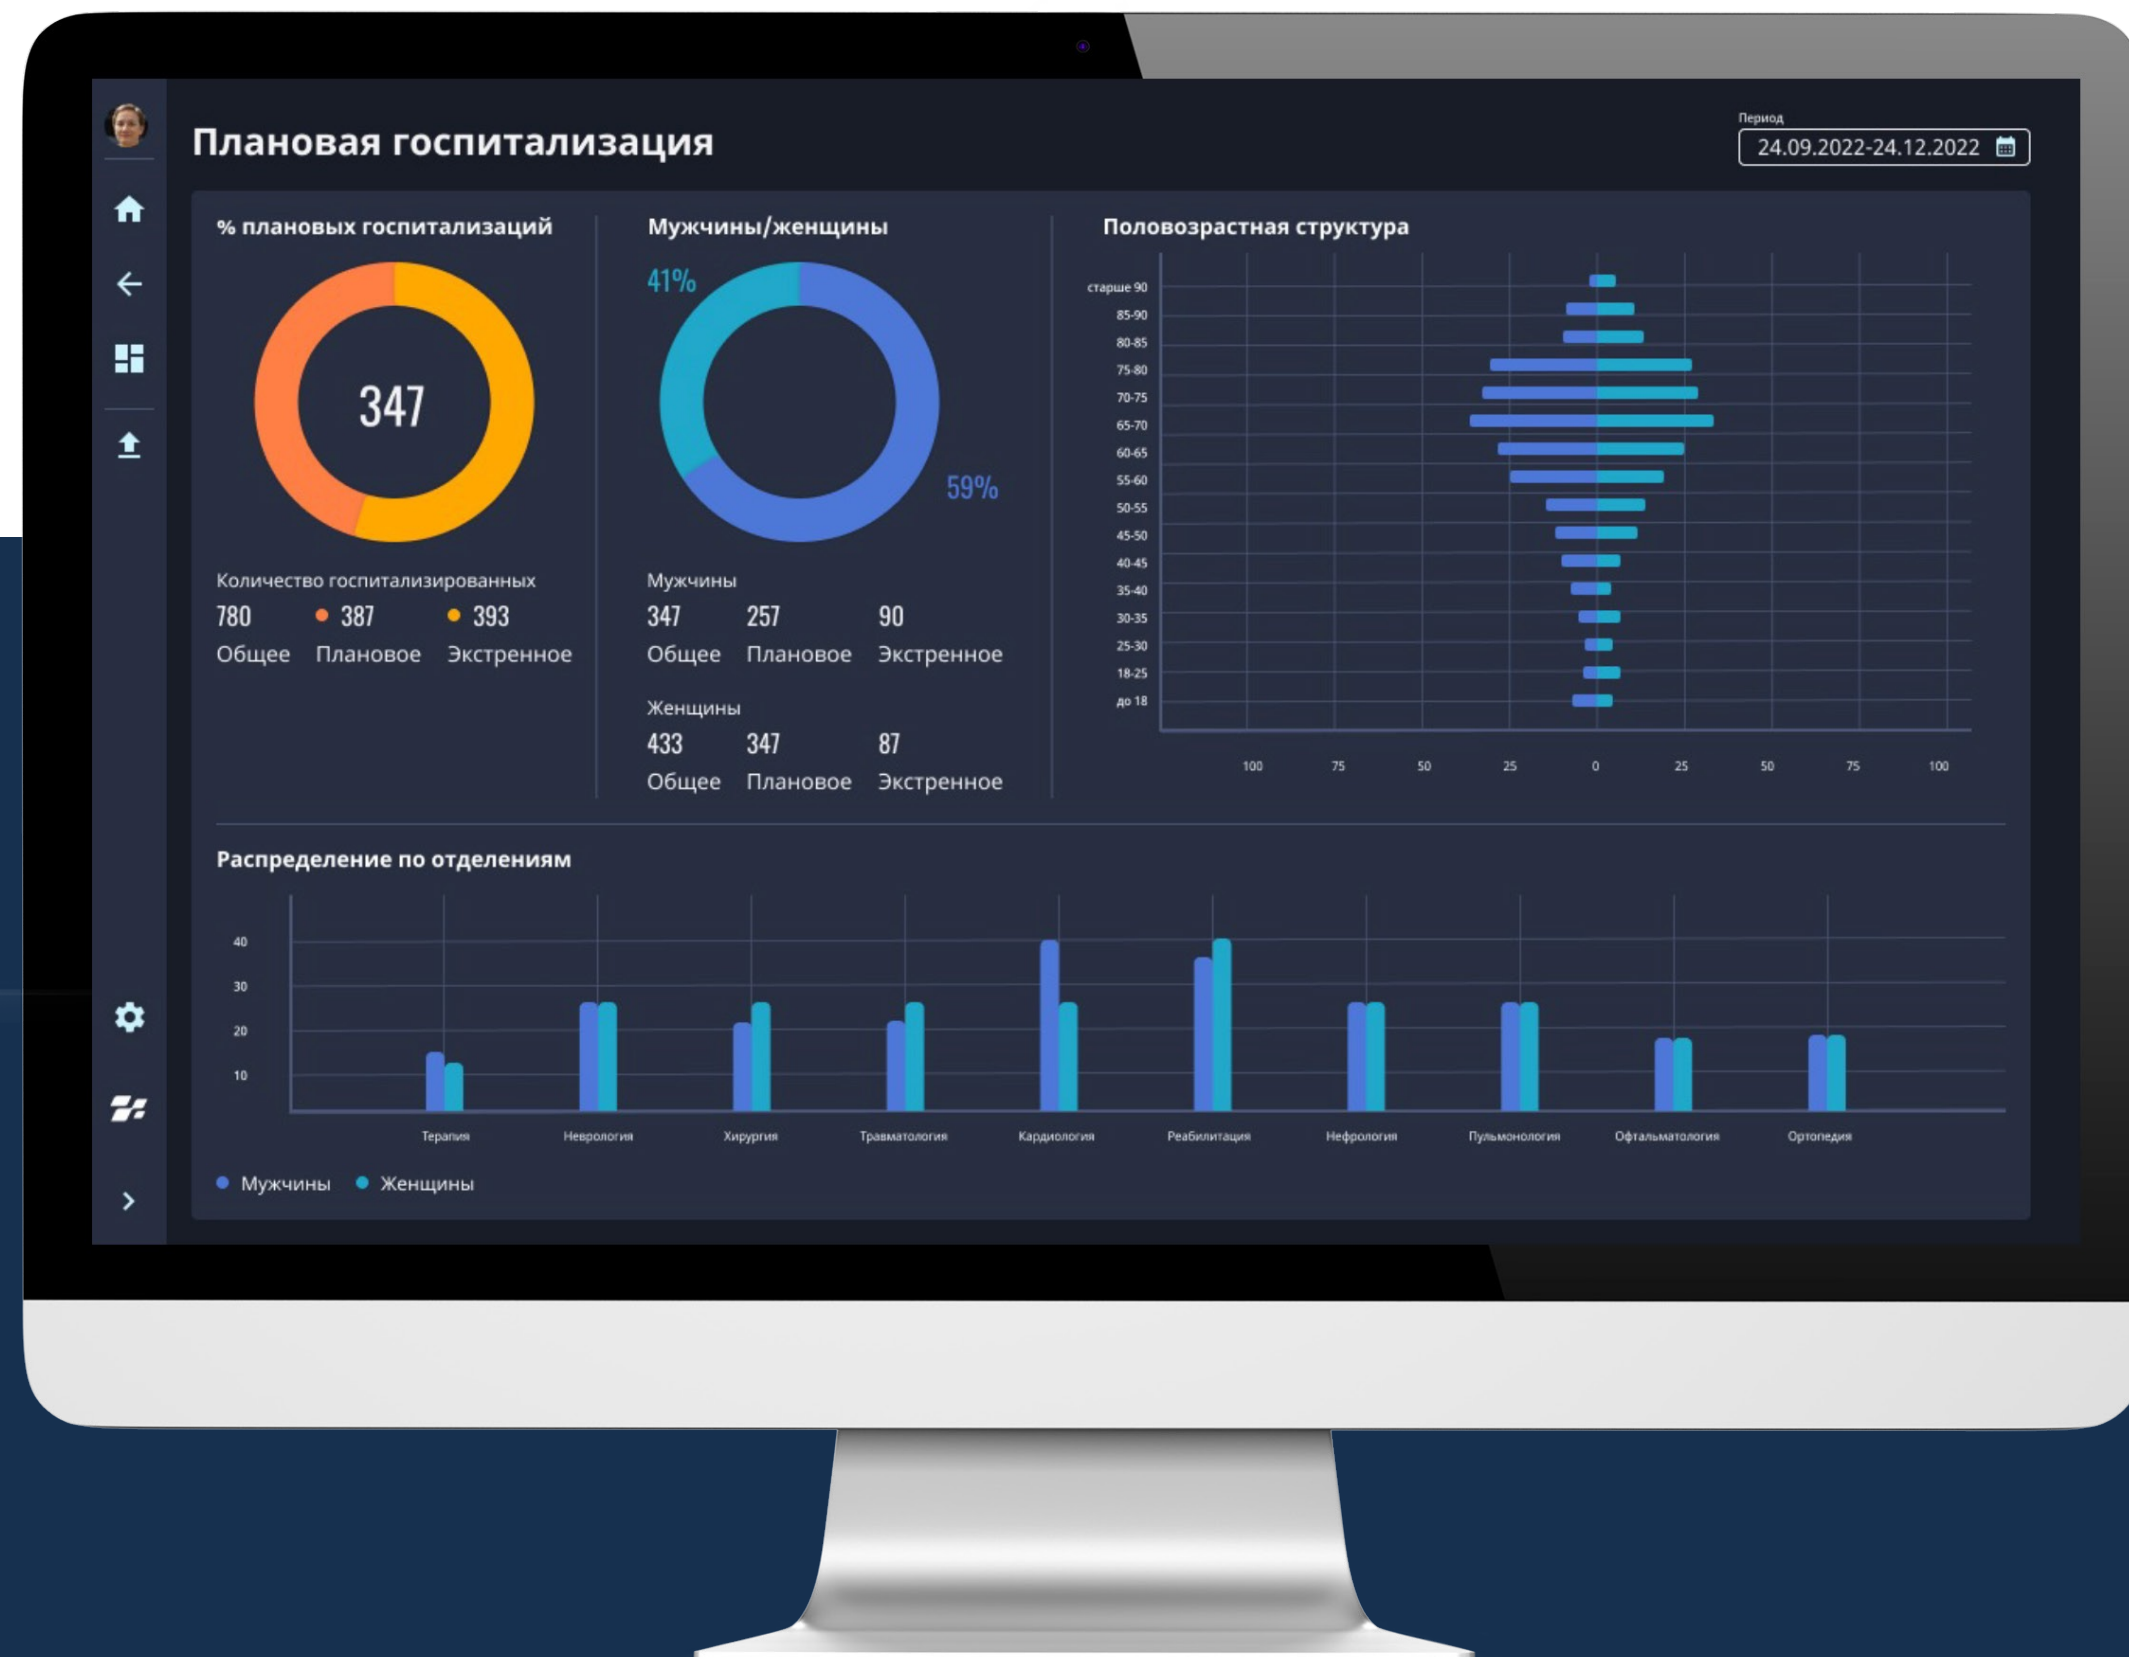 Плановая госпитализация
Период
24.09.2022-24.12.2022
% плановых госпитализаций
347
Количество госпитализированных
780 387 393
Общее Плановое Экстренное
Мужчины/женщины
41%
59%
Мужчины
347 257 90
Общее Плановое Экстренное
Женщины
433 347 87
Общее Плановое Экстренное
Половозрастная структура
старше 90
85-90
80-85
75-80
70-75
65-70
60-65
55-60
50-55
45-50
40-45
35-40
30-35
25-30
18-25
до 18
100 75 50 25 0 25 50 75 100
Распределение по отделениям
40
30
20
10
Терапия Неврология Хирургия Травматология Кардиология Реабилитация Нефрология Пульмонология Офтальматология Ортопедия
Мужчины Женщины